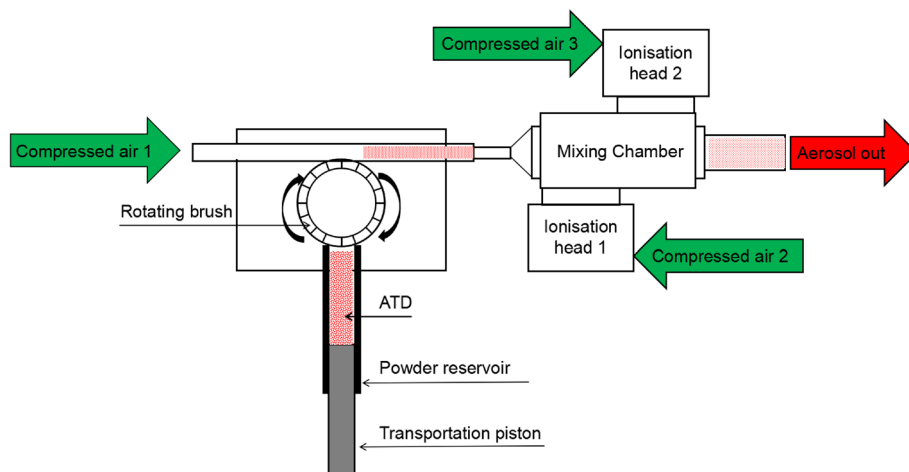 Compressed air 3
Ionisation
head 2
Compressed air 1
Mixing Chamber
Aerosol out
Rotating brush
Ionisation
head 1
Compressed air 2
ATD
Powder reservoir
Transportation piston